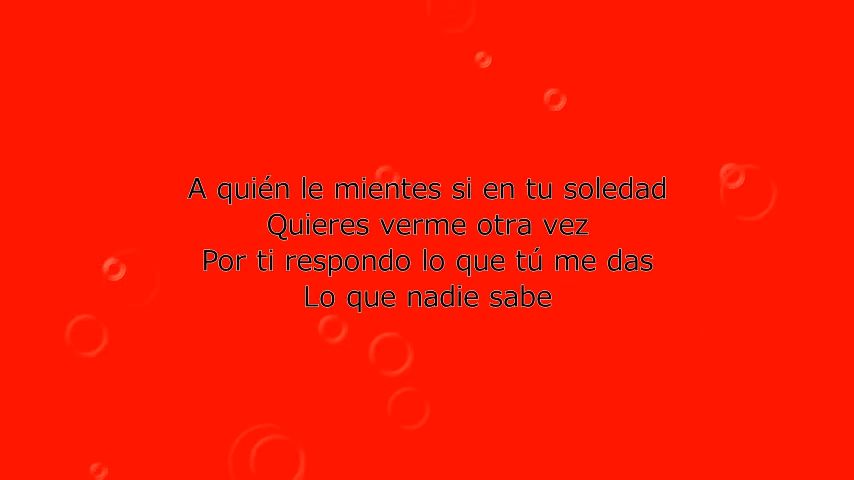 A quién le mientes si en tu soledad
Quieres verme otra vez
Por ti respondo lo que tú me das
Lo que nadie sabe